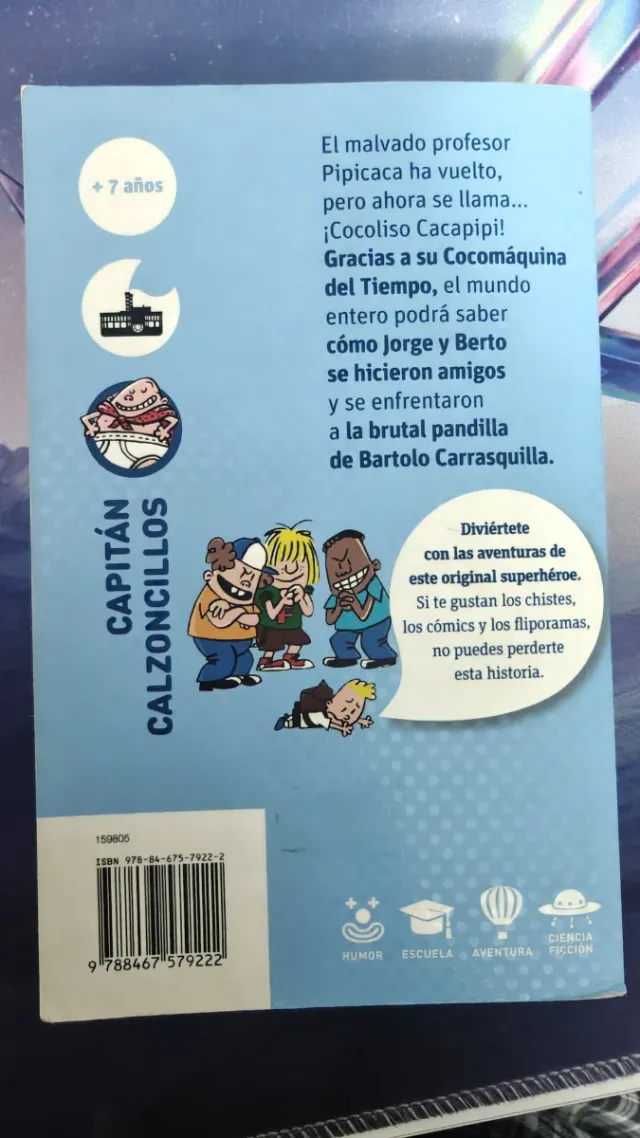 + 7 años
El malvado profesor
Pipicaca ha vuelto,
pero ahora se llama...
¡Cocoliso Cacapipi!
Gracias a su Cocomáquina
del Tiempo, el mundo
entero podrá saber
cómo Jorge y Berto
se hicieron amigos
y se enfrentaron
a la brutal pandilla
de Bartolo Carrasquilla.
CAPITÁN
CALZONCILLOS
Diviértete
con las aventuras de
este original superhéroe.
Si te gustan los chistes,
los cómics y los fliporamas,
no puedes perderte
esta historia.
159805
ISBN 978-84-675-7922-2
9 788467 579222
HUMOR
ESCUELA
AVENTURA
CIENCIA
FICCIÓN